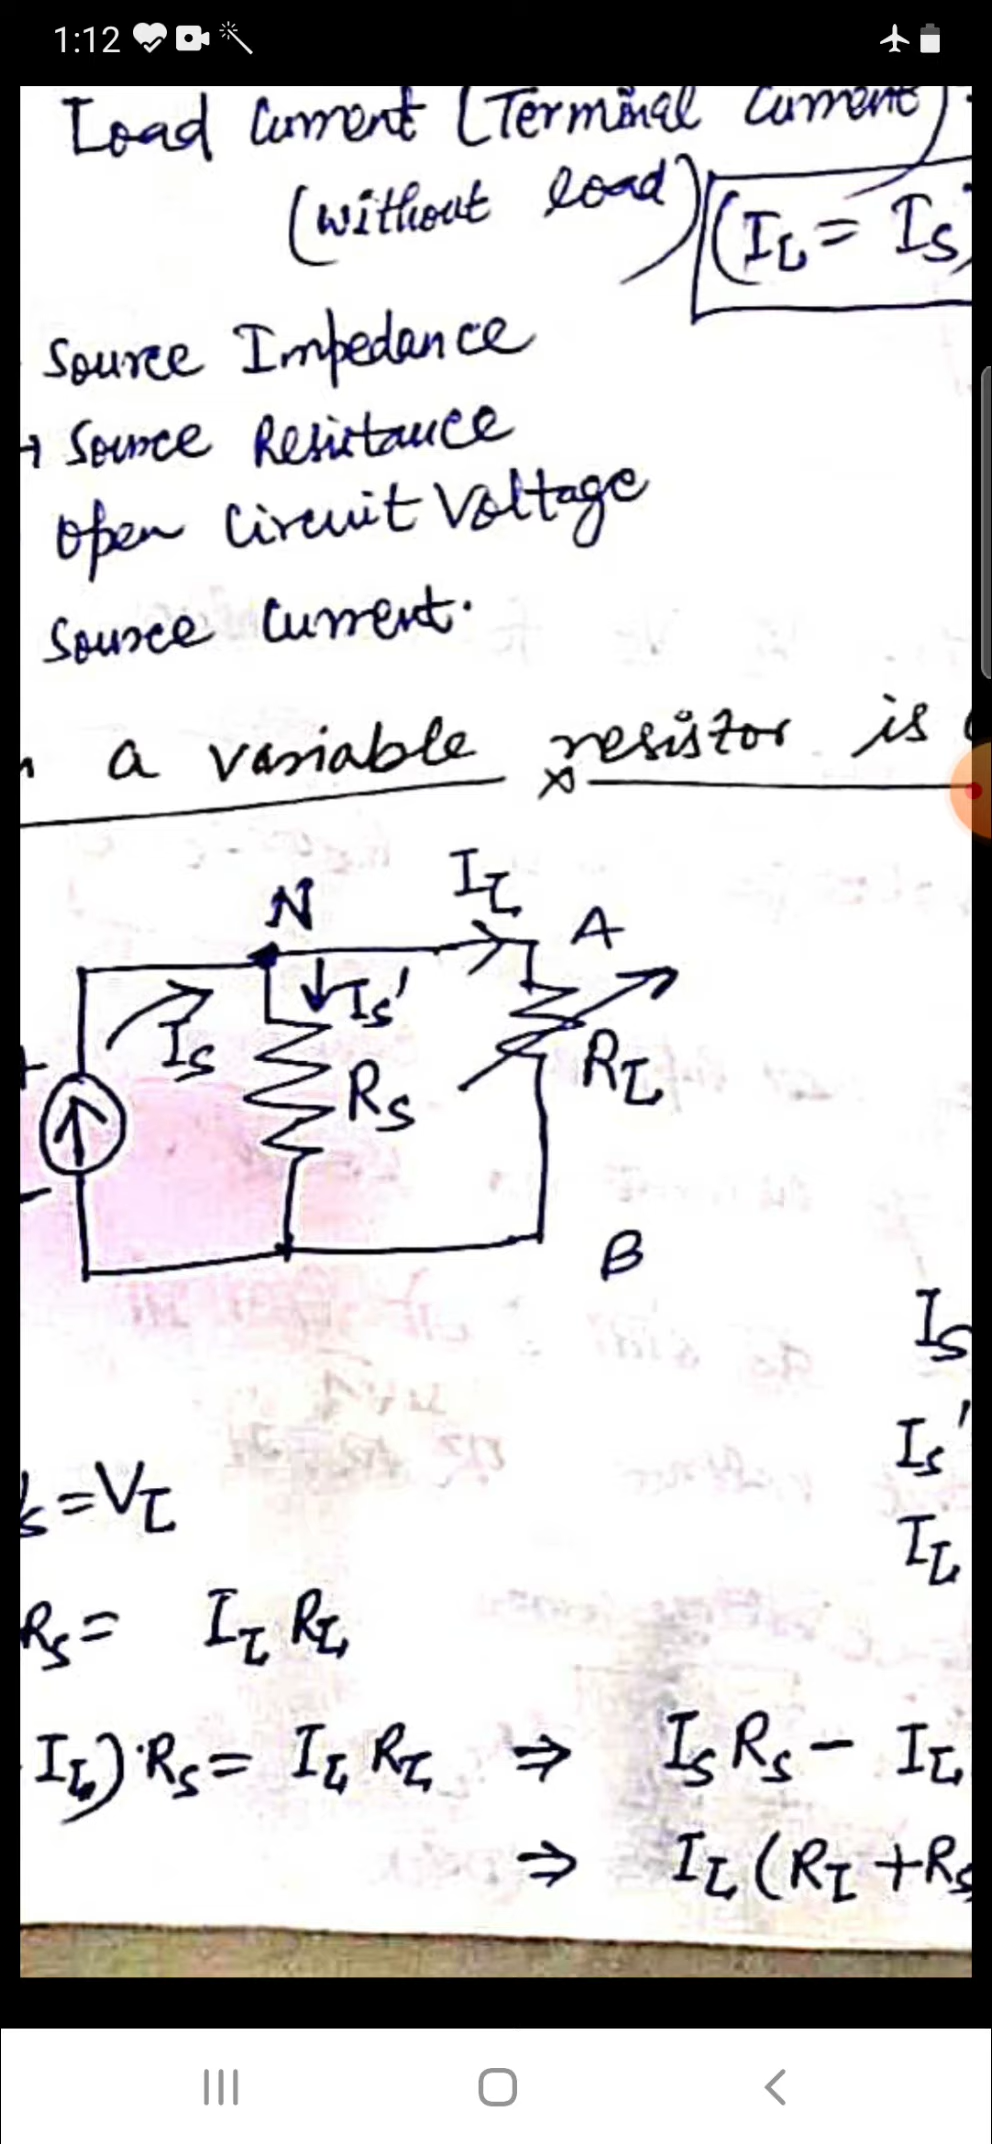 1:12
Load Current (Terminal Current).
(without load) (IL = IS)
Source Impedance
Source Resistance
Open Circuit Voltage
Source Current.
a variable resistor is
N
IL
A
IS'
IS
RS
RL
+
-
B
IS
IS'
IL
= VL
RS = IL RL
IL).RS = IL RL ⇒ IS RS - IL
⇒ IL (RL + RS